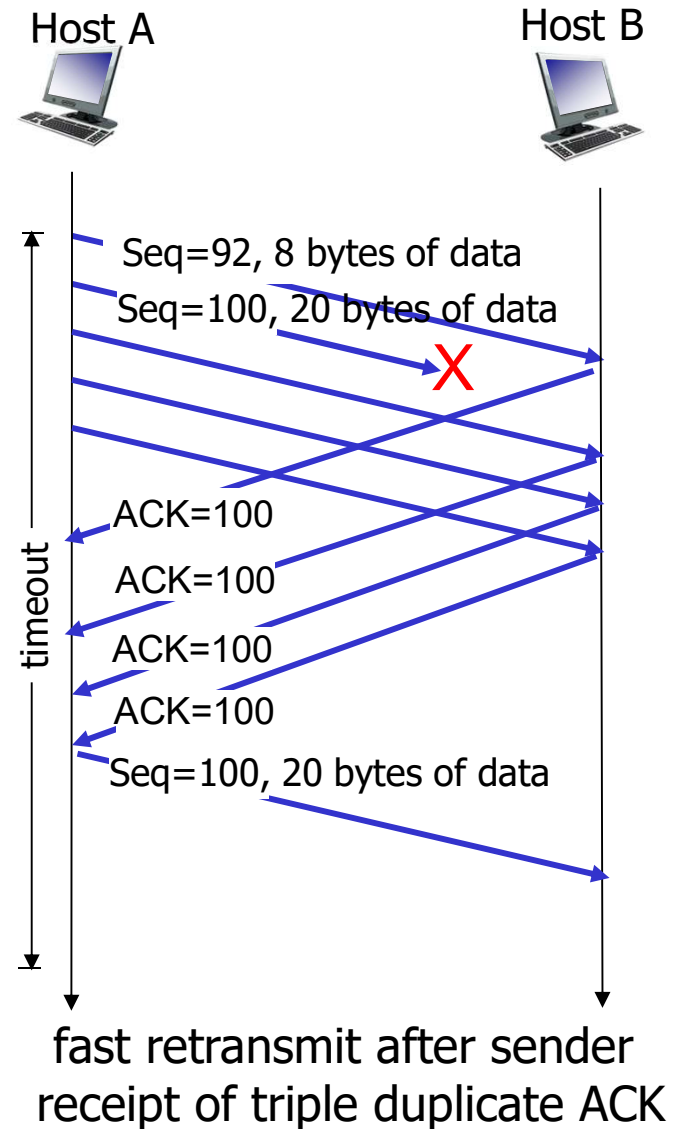 Host A
Host B
Seq=92, 8 bytes of data
Seq=100, 20 bytes of data
X
ACK=100
ACK=100
ACK=100
ACK=100
timeout
Seq=100, 20 bytes of data
fast retransmit after sender
receipt of triple duplicate ACK